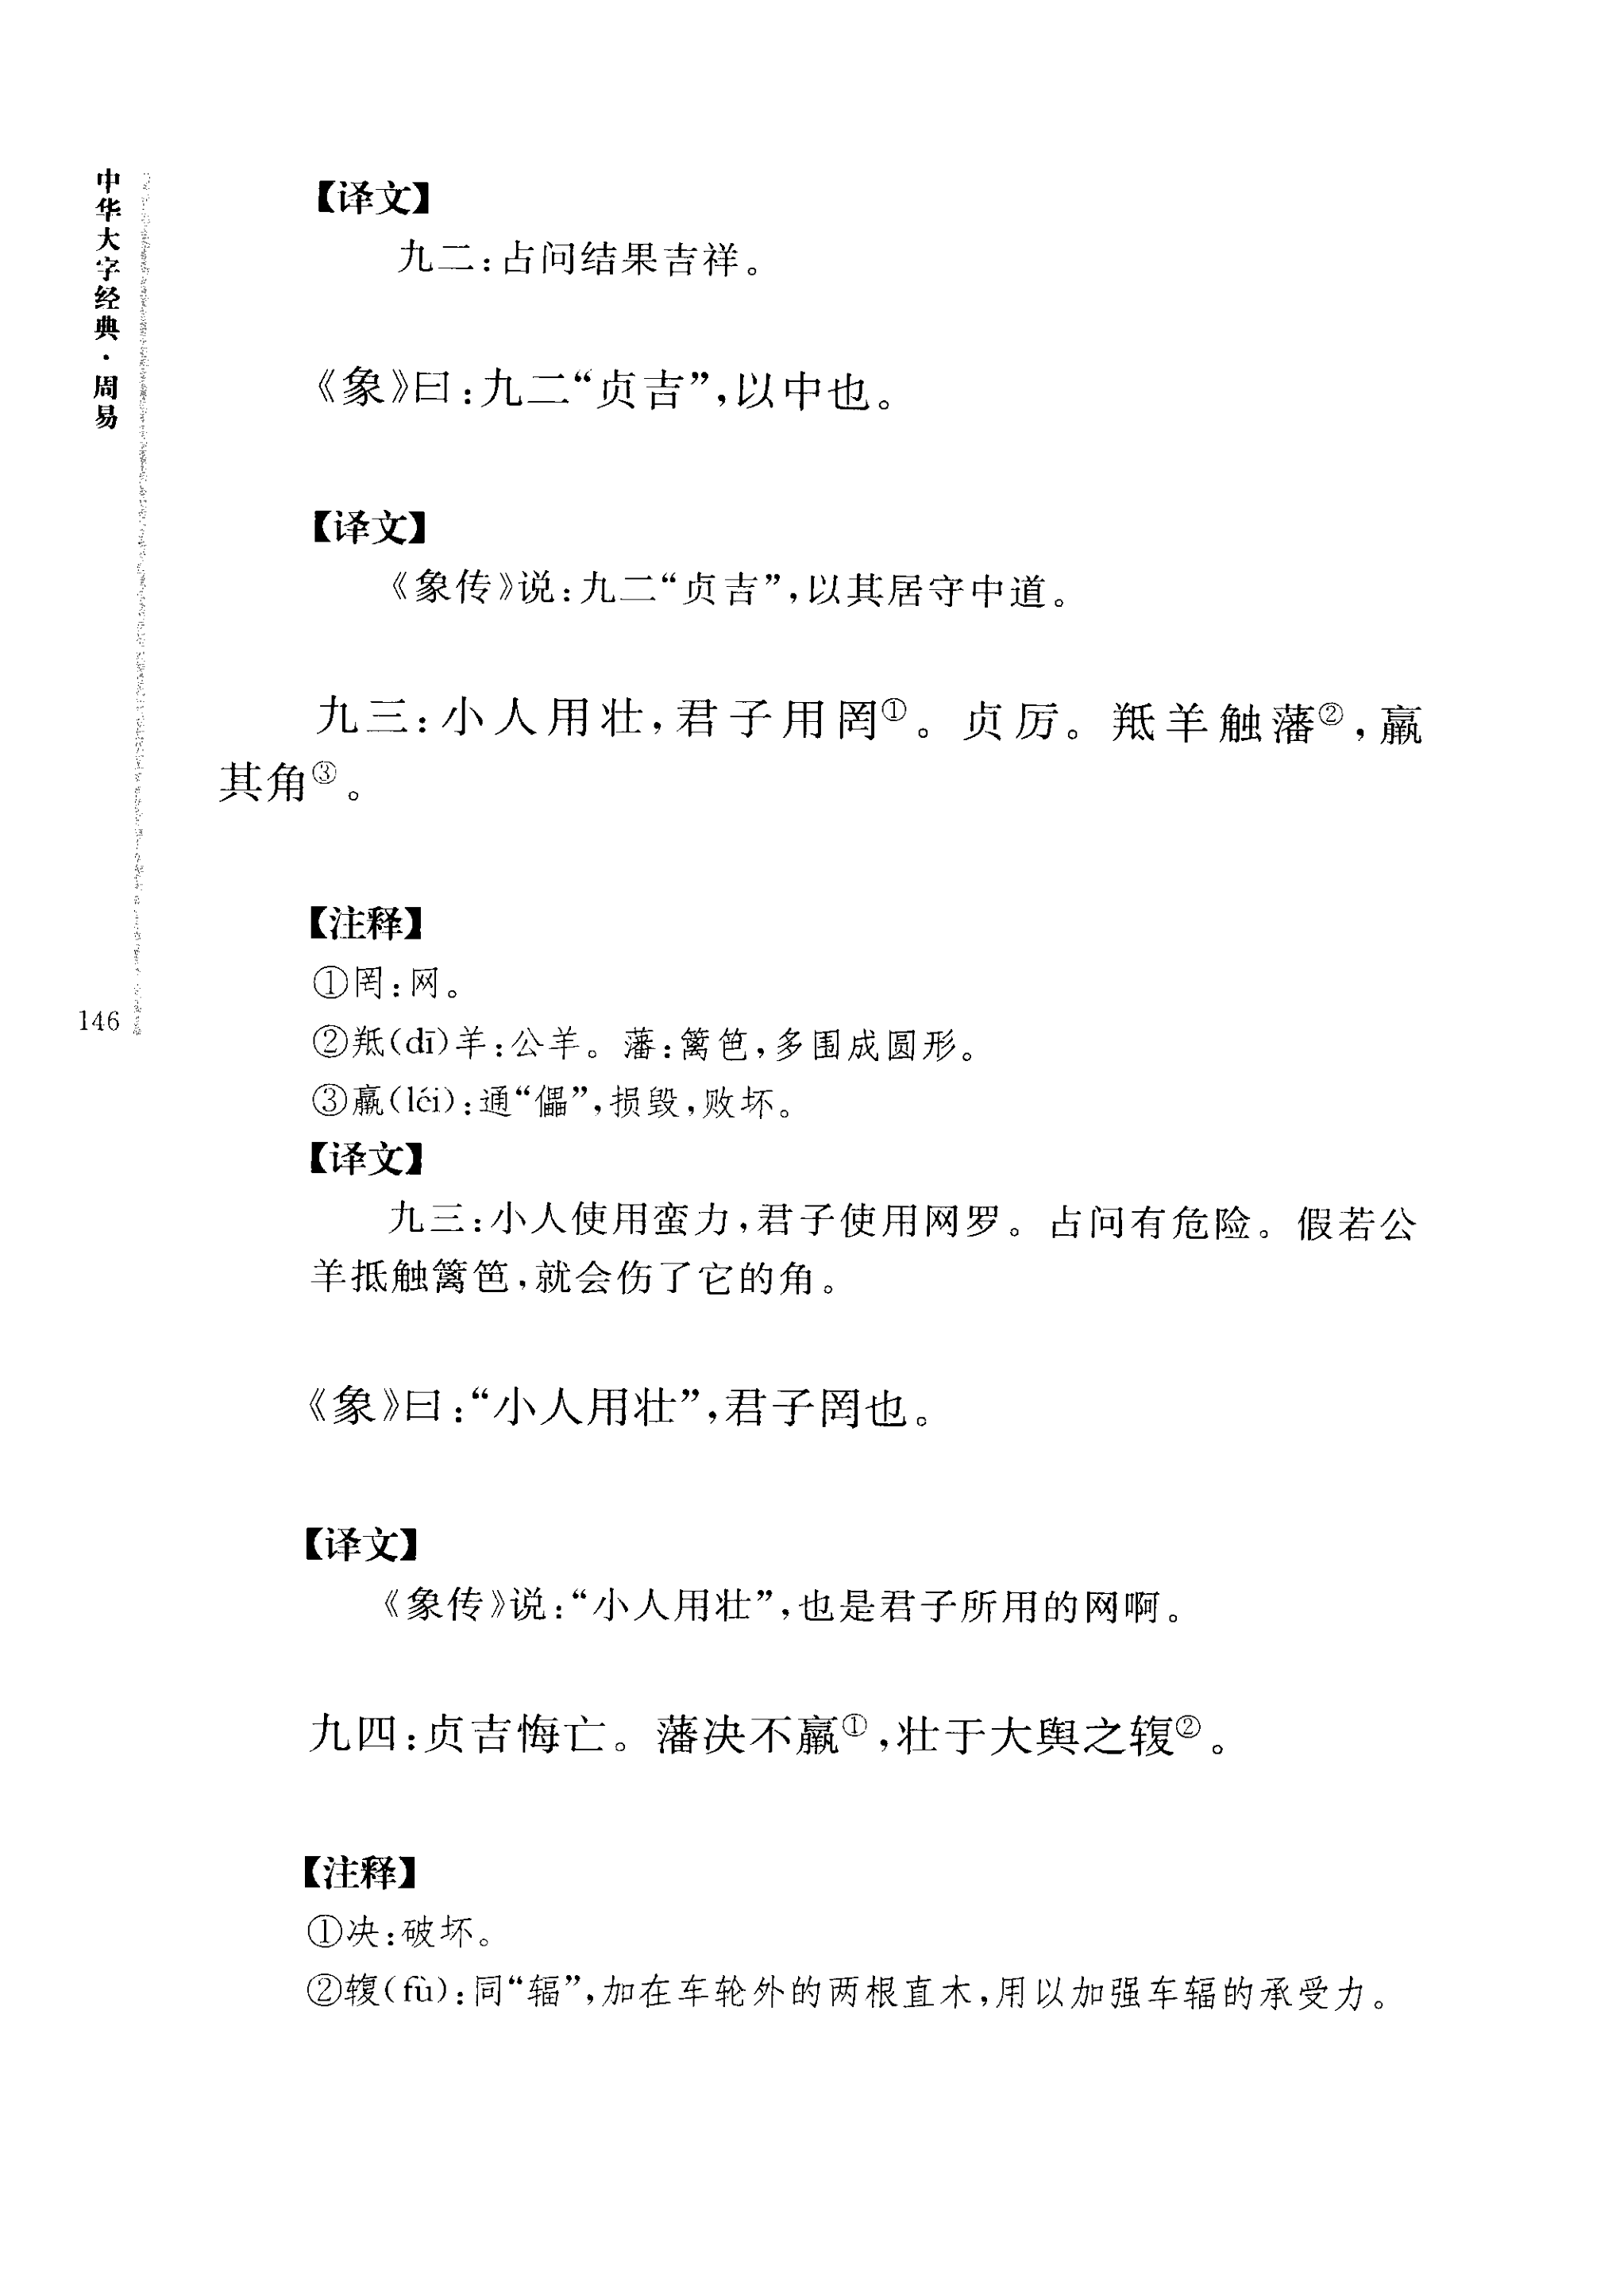 中华大字经典·周易
146
【译文】
九二:占问结果吉祥。
《象》曰:九二“贞吉”,以中也。
【译文】
《象传》说:九二“贞吉”,以其居守中道。
九三:小人用壮,君子用罔①。贞厉。羝羊触藩②,羸
其角③。
【注释】
①罔:网。
②羝(dī)羊:公羊。藩:篱笆,多围成圆形。
③羸(léi):通“儡”,损毁,败坏。
【译文】
九三:小人使用蛮力,君子使用网罗。占问有危险。假若公
羊抵触篱笆,就会伤了它的角。
《象》曰:“小人用壮”,君子罔也。
【译文】
《象传》说:“小人用壮”,也是君子所用的网啊。
九四:贞吉悔亡。藩决不羸①,壮于大舆之輹②。
【注释】
①决:破坏。
②輹(fù):同“辐”,加在车轮外的两根直木,用以加强车辐的承受力。